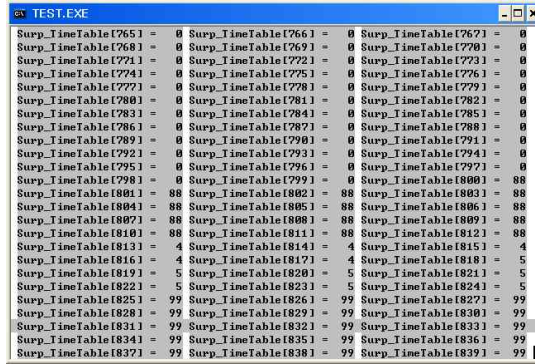 TEST.EXE
Surp_TimeTable[765] = 0 Surp_TimeTable[766] = 0 Surp_TimeTable[767] = 0
Surp_TimeTable[768] = 0 Surp_TimeTable[769] = 0 Surp_TimeTable[770] = 0
Surp_TimeTable[771] = 0 Surp_TimeTable[772] = 0 Surp_TimeTable[773] = 0
Surp_TimeTable[774] = 0 Surp_TimeTable[775] = 0 Surp_TimeTable[776] = 0
Surp_TimeTable[777] = 0 Surp_TimeTable[778] = 0 Surp_TimeTable[779] = 0
Surp_TimeTable[780] = 0 Surp_TimeTable[781] = 0 Surp_TimeTable[782] = 0
Surp_TimeTable[783] = 0 Surp_TimeTable[784] = 0 Surp_TimeTable[785] = 0
Surp_TimeTable[786] = 0 Surp_TimeTable[787] = 0 Surp_TimeTable[788] = 0
Surp_TimeTable[789] = 0 Surp_TimeTable[790] = 0 Surp_TimeTable[791] = 0
Surp_TimeTable[792] = 0 Surp_TimeTable[793] = 0 Surp_TimeTable[794] = 0
Surp_TimeTable[795] = 0 Surp_TimeTable[796] = 0 Surp_TimeTable[797] = 0
Surp_TimeTable[798] = 0 Surp_TimeTable[799] = 0 Surp_TimeTable[800] = 88
Surp_TimeTable[801] = 88 Surp_TimeTable[802] = 88 Surp_TimeTable[803] = 88
Surp_TimeTable[804] = 88 Surp_TimeTable[805] = 88 Surp_TimeTable[806] = 88
Surp_TimeTable[807] = 88 Surp_TimeTable[808] = 88 Surp_TimeTable[809] = 88
Surp_TimeTable[810] = 88 Surp_TimeTable[811] = 88 Surp_TimeTable[812] = 88
Surp_TimeTable[813] = 4 Surp_TimeTable[814] = 4 Surp_TimeTable[815] = 4
Surp_TimeTable[816] = 4 Surp_TimeTable[817] = 4 Surp_TimeTable[818] = 5
Surp_TimeTable[819] = 5 Surp_TimeTable[820] = 5 Surp_TimeTable[821] = 5
Surp_TimeTable[822] = 5 Surp_TimeTable[823] = 5 Surp_TimeTable[824] = 5
Surp_TimeTable[825] = 99 Surp_TimeTable[826] = 99 Surp_TimeTable[827] = 99
Surp_TimeTable[828] = 99 Surp_TimeTable[829] = 99 Surp_TimeTable[830] = 99
Surp_TimeTable[831] = 99 Surp_TimeTable[832] = 99 Surp_TimeTable[833] = 99
Surp_TimeTable[834] = 99 Surp_TimeTable[835] = 99 Surp_TimeTable[836] = 99
Surp_TimeTable[837] = 99 Surp_TimeTable[838] = 99 Surp_TimeTable[839] = 99